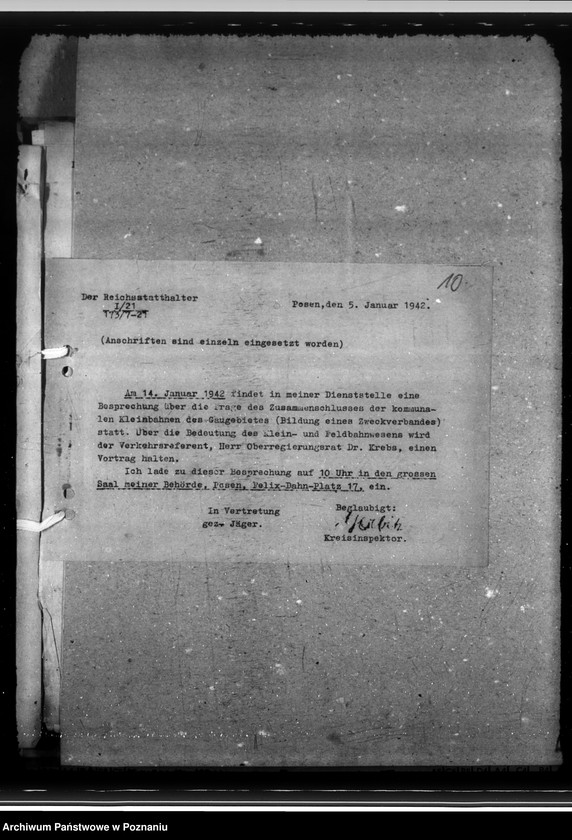 10.
Der Reichsstatthalter
I/21
Posen,den 5. Januar 1942.
(Anschriften sind einzeln eingesetzt worden)
Am 14. Januar 1942 findet in meiner Dienststelle eine
Besprechung über die Frage des Zusammenschlusses der kommuna-
len Kleinbahnen des Gaugebietes (Bildung eines Zweckverbandes)
statt. Über die Bedeutung des Klein- und Feldbahnwesens wird
der Verkehrsreferent, Herr Oberregierungsrat Dr. Krebs, einen
Vortrag halten.
Ich lade zu dieser Besprechung auf 10 Uhr in den grossen
Saal meiner Behörde, Posen, Felix-Dahn-Platz 17, ein.
In Vertretung
gez. Jäger.
Beglaubigt:
Kreisinspektor.
Archiwum Państwowe w Poznaniu